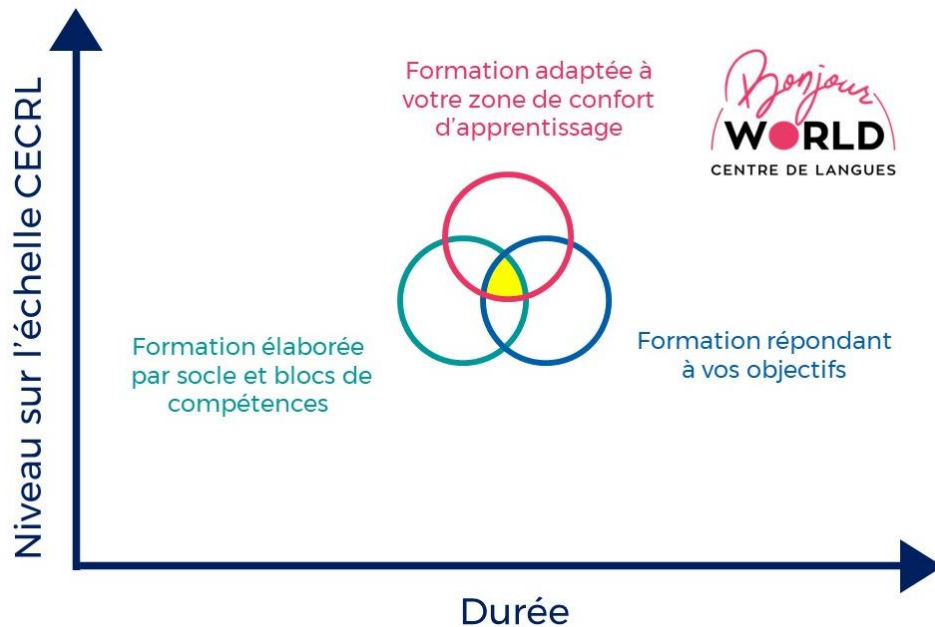 Niveau sur l'échelle CECRL
Formation adaptée à
votre zone de confort
d'apprentissage
Bonjour
WORLD
CENTRE DE LANGUES
Formation élaborée
par socle et blocs de
compétences
Formation répondant
à vos objectifs
Durée